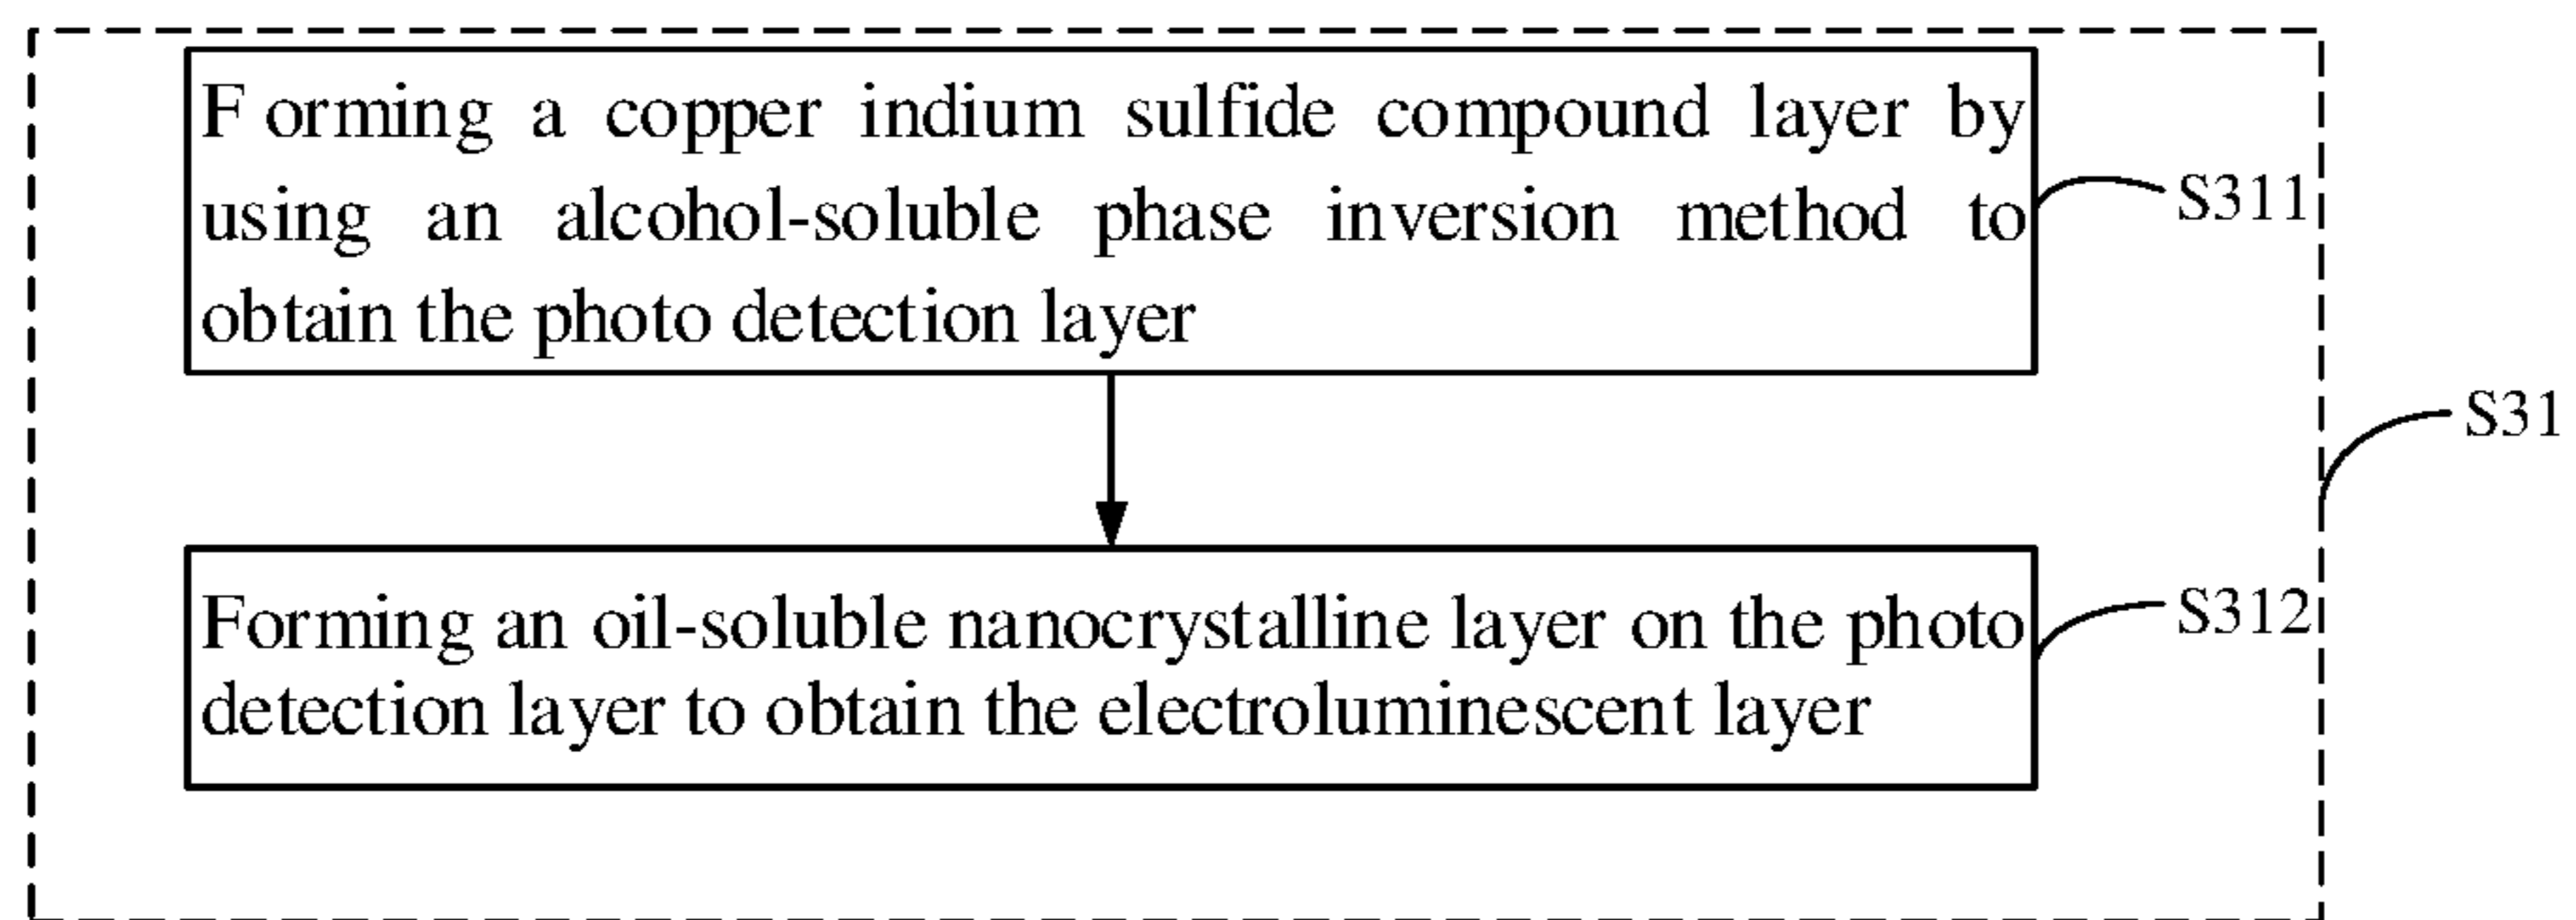 Forming a copper indium sulfide compound layer by
using an alcohol-soluble phase inversion method to
obtain the photo detection layer
S311
S31
Forming an oil-soluble nanocrystalline layer on the photo
detection layer to obtain the electroluminescent layer
S312